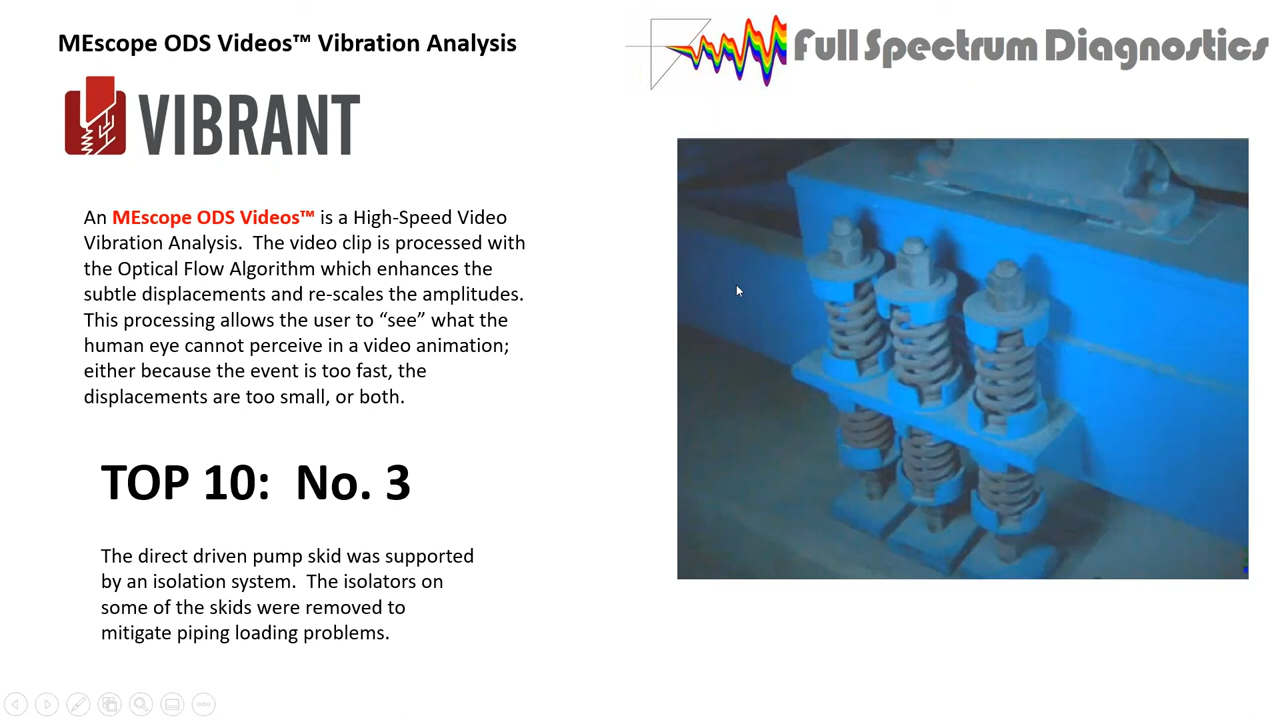 MEscope ODS Videos™ Vibration Analysis
Full Spectrum Diagnostics
VIBRANT
An MEscope ODS Videos™ is a High-Speed Video
Vibration Analysis.  The video clip is processed with
the Optical Flow Algorithm which enhances the
subtle displacements and re-scales the amplitudes.
This processing allows the user to “see” what the
human eye cannot perceive in a video animation;
either because the event is too fast, the
displacements are too small, or both.
TOP 10:  No. 3
The direct driven pump skid was supported
by an isolation system.  The isolators on
some of the skids were removed to
mitigate piping loading problems.